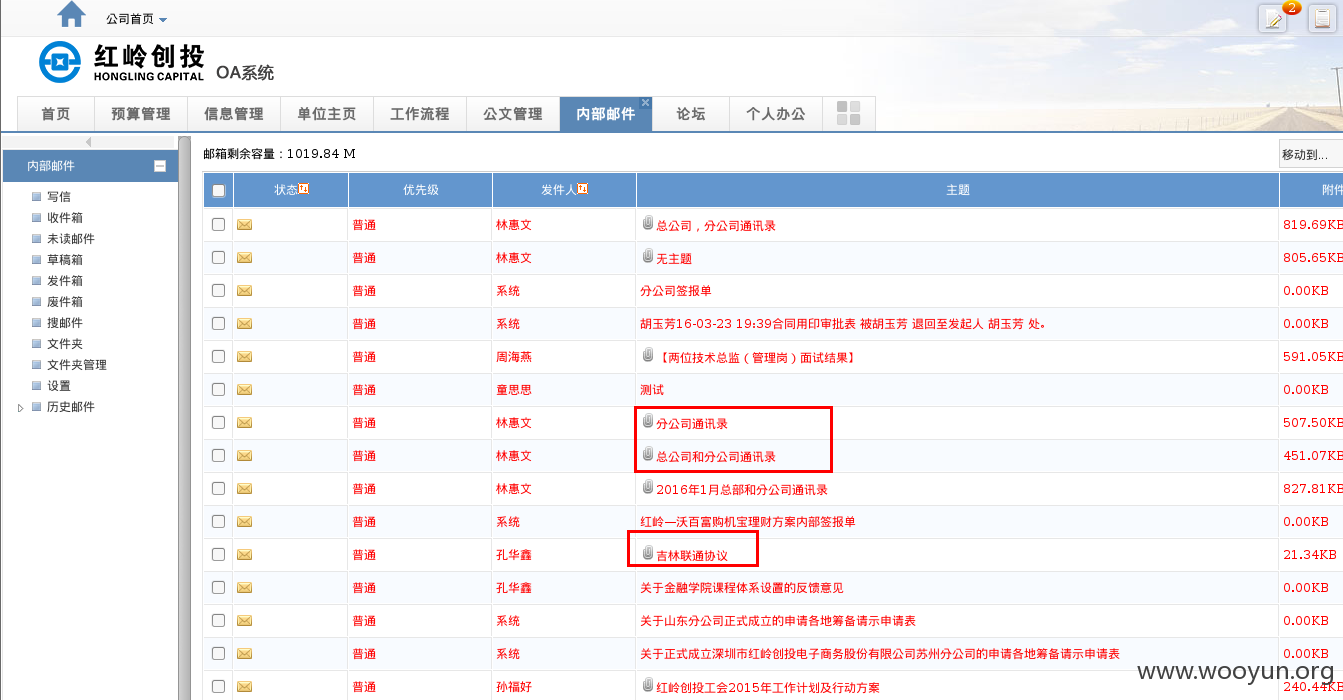 公司首页
2
红岭创投
HONGLING CAPITAL OA系统
首页 预算管理 信息管理 单位主页 工作流程 公文管理 内部邮件 论坛 个人办公
内部邮件
写信
收件箱
未读邮件
草稿箱
发件箱
废件箱
搜邮件
文件夹
文件夹管理
设置
历史邮件
邮箱剩余容量：1019.84 M
移动到...
状态 优先级 发件人 主题 附件
普通 林惠文 总公司，分公司通讯录 819.69KB
普通 林惠文 无主题 805.65KB
普通 系统 分公司签报单 0.00KB
普通 系统 胡玉芳16-03-23 19:39合同用印审批表 被胡玉芳 退回至发起人 胡玉芳 处。 0.00KB
普通 周海燕 【两位技术总监（管理岗）面试结果】 591.05KB
普通 童思思 测试 0.00KB
普通 林惠文 分公司通讯录 507.50KB
普通 林惠文 总公司和分公司通讯录 451.07KB
普通 林惠文 2016年1月总部和分公司通讯录 827.81KB
普通 系统 红岭—沃百富购机宝理财方案内部签报单 0.00KB
普通 孔华鑫 吉林联通协议 21.34KB
普通 孔华鑫 关于金融学院课程体系设置的反馈意见 0.00KB
普通 系统 关于山东分公司正式成立的申请各地筹备请示申请表 0.00KB
普通 系统 关于正式成立深圳市红岭创投电子商务股份有限公司苏州分公司的申请各地筹备请示申请表 0.00KB
普通 孙福好 红岭创投工会2015年工作计划及行动方案 240.44KB
www.wooyun.org